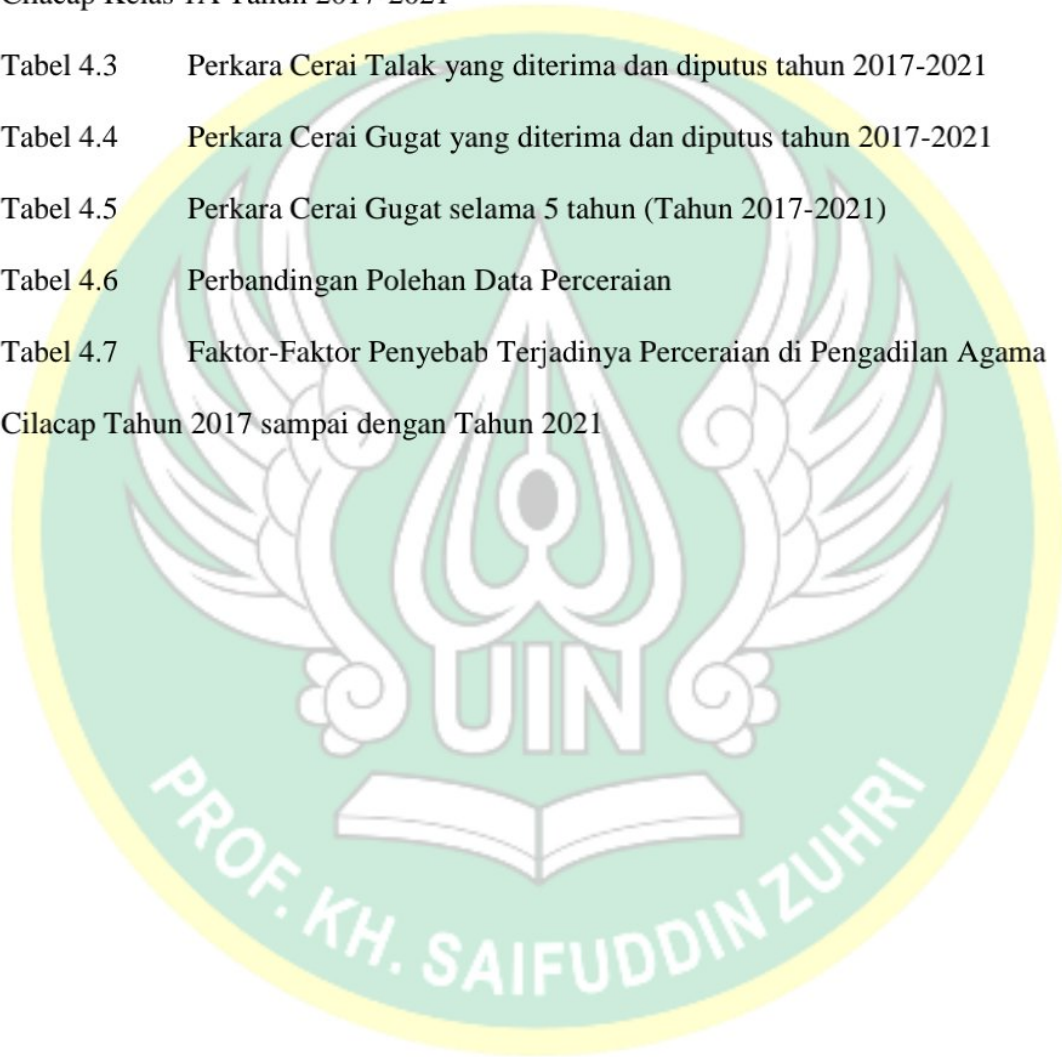 Cilacap Kelas 1A Tahun 2017-2021
Tabel 4.3 Perkara Cerai Talak yang diterima dan diputus tahun 2017-2021
Tabel 4.4 Perkara Cerai Gugat yang diterima dan diputus tahun 2017-2021
Tabel 4.5 Perkara Cerai Gugat selama 5 tahun (Tahun 2017-2021)
Tabel 4.6 Perbandingan Polehan Data Perceraian
Tabel 4.7 Faktor-Faktor Penyebab Terjadinya Perceraian di Pengadilan Agama
Cilacap Tahun 2017 sampai dengan Tahun 2021
UIN
PROF. KH. SAIFUDDIN ZUHRI